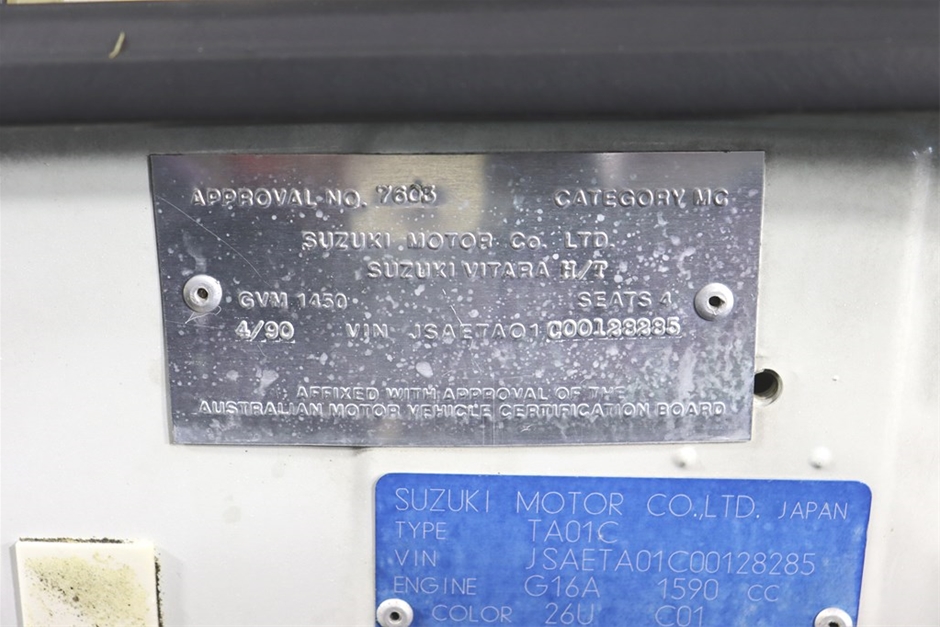 APPROVAL NO. 7603 CATEGORY MC
SUZUKI MOTOR Co. LTD.
SUZUKI VITARA H/T
GVM 1450 SEATS 4
4/90 VIN JSAETA01C00128285
AFFIXED WITH APPROVAL OF THE
AUSTRALIAN MOTOR VEHICLE CERTIFICATION BOARD
SUZUKI MOTOR CO.,LTD. JAPAN
TYPE TA01C
VIN JSAETA01C00128285
ENGINE G16A 1590 CC
COLOR 26U C01